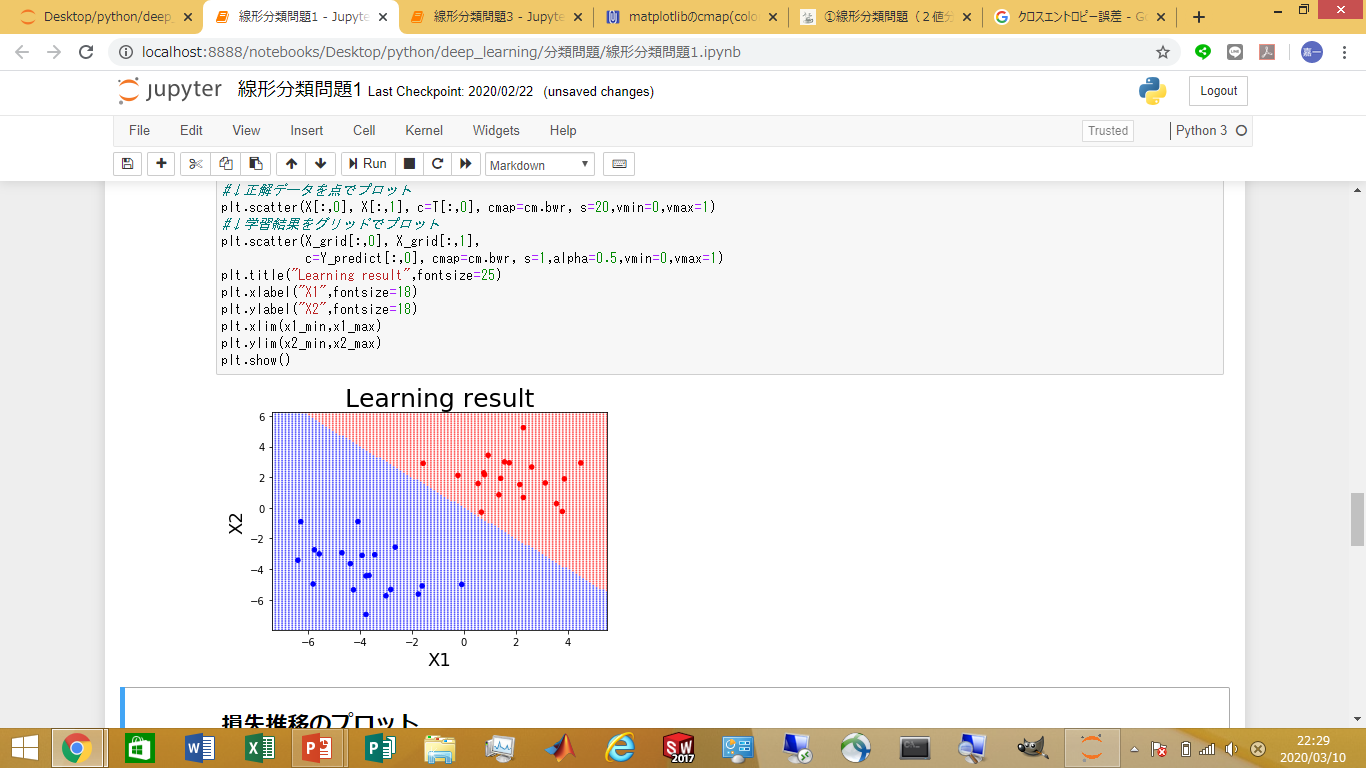 Desktop/python/deep_
線形分類問題1 - Jupyte
線形分類問題3 - Jupyte
matplotlibのcmap(colo
①線形分類問題（２値分
クロスエントロピー誤差 - G
localhost:8888/notebooks/Desktop/python/deep_learning/分類問題/線形分類問題1.ipynb
嘉一
jupyter 線形分類問題1 Last Checkpoint: 2020/02/22 (unsaved changes)
Logout
File Edit View Insert Cell Kernel Widgets Help
Trusted
Python 3
Run
Markdown
#↓正解データを点でプロット
plt.scatter(X[:,0], X[:,1], c=T[:,0], cmap=cm.bwr, s=20,vmin=0,vmax=1)
#↓学習結果をグリッドでプロット
plt.scatter(X_grid[:,0], X_grid[:,1],
c=Y_predict[:,0], cmap=cm.bwr, s=1,alpha=0.5,vmin=0,vmax=1)
plt.title("Learning result",fontsize=25)
plt.xlabel("X1",fontsize=18)
plt.ylabel("X2",fontsize=18)
plt.xlim(x1_min,x1_max)
plt.ylim(x2_min,x2_max)
plt.show()
Learning result
6
4
2
0
−2
−4
−6
X2
−6 −4 −2 0 2 4
X1
損失推移のプロット
SW
2017
22:29
2020/03/10